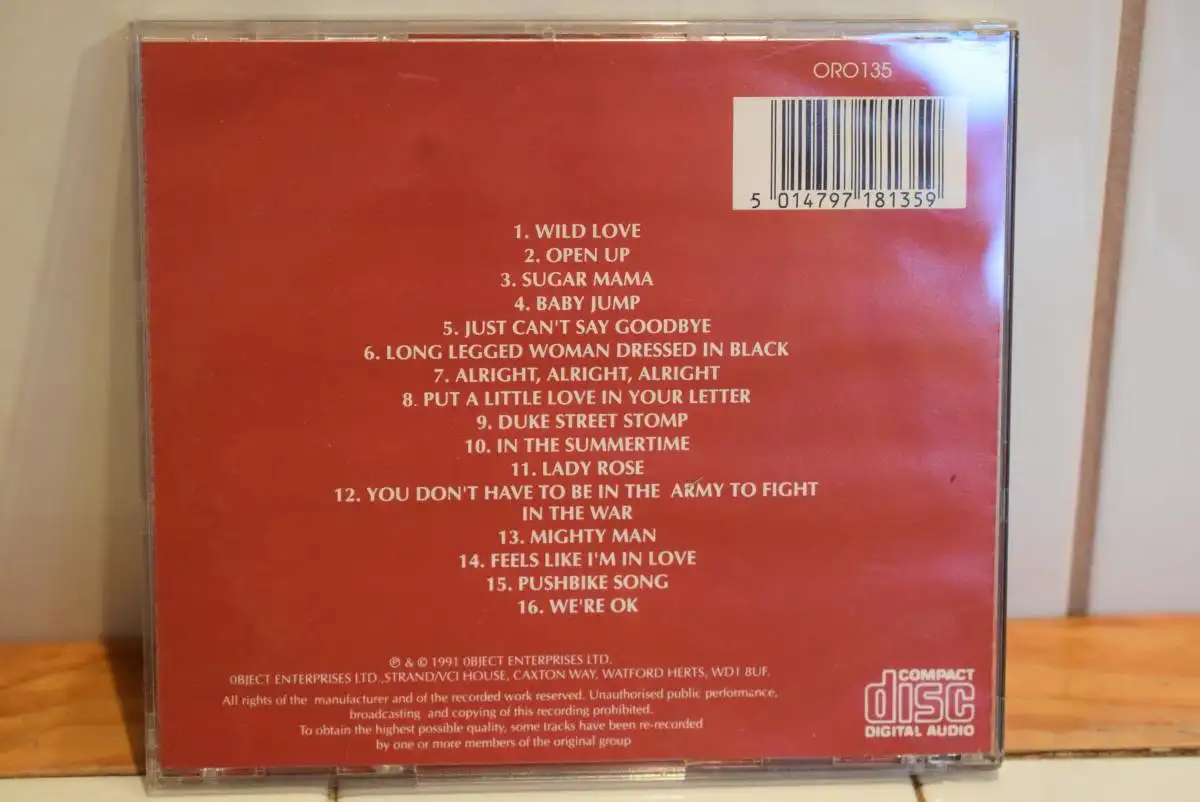 ORO135
5 014797 181359
1. WILD LOVE
2. OPEN UP
3. SUGAR MAMA
4. BABY JUMP
5. JUST CAN'T SAY GOODBYE
6. LONG LEGGED WOMAN DRESSED IN BLACK
7. ALRIGHT, ALRIGHT, ALRIGHT
8. PUT A LITTLE LOVE IN YOUR LETTER
9. DUKE STREET STOMP
10. IN THE SUMMERTIME
11. LADY ROSE
12. YOU DON'T HAVE TO BE IN THE ARMY TO FIGHT
IN THE WAR
13. MIGHTY MAN
14. FEELS LIKE I'M IN LOVE
15. PUSHBIKE SONG
16. WE'RE OK
℗ & © 1991 0BJECT ENTERPRISES LTD.
0BJECT ENTERPRISES LTD.,STRAND/VCI HOUSE, CAXTON WAY, WATFORD HERTS, WD1 8UF.
All rights of the manufacturer and of the recorded work reserved. Unauthorised public performance,
broadcasting and copying of this recording prohibited.
To obtain the highest possible quality, some tracks have been re-recorded
by one or more members of the original group
COMPACT
disc
DIGITAL AUDIO